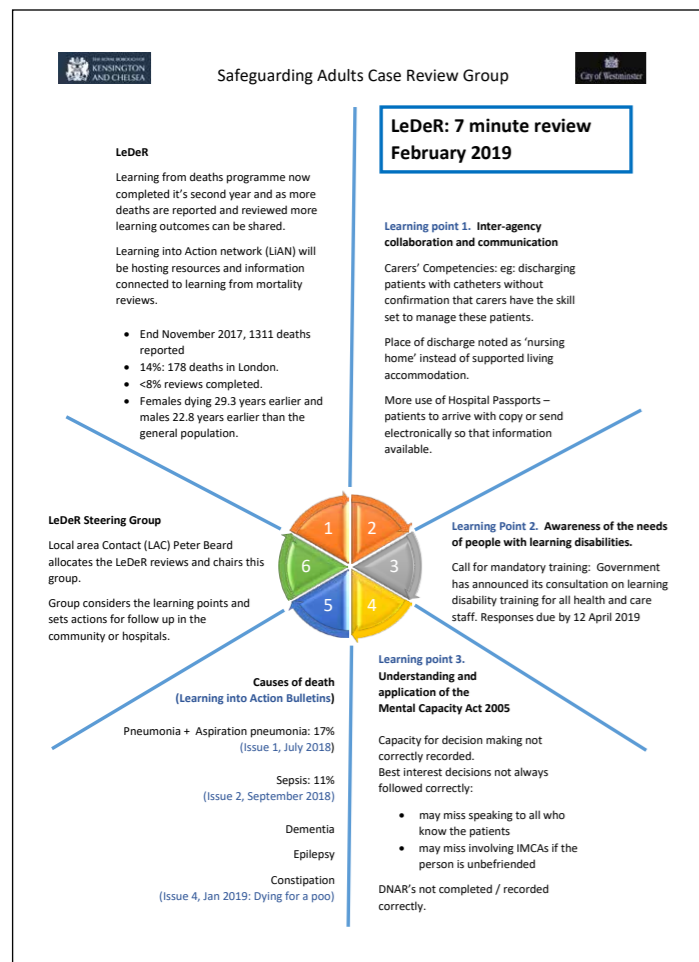 THE ROYAL BOROUGH OF
KENSINGTON
AND CHELSEA
Safeguarding Adults Case Review Group
City of Westminster
LeDeR: 7 minute review
February 2019
LeDeR
Learning from deaths programme now
completed it's second year and as more
deaths are reported and reviewed more
learning outcomes can be shared.
Learning into Action network (LiAN) will
be hosting resources and information
connected to learning from mortality
reviews.
• End November 2017, 1311 deaths
reported
• 14%: 178 deaths in London.
• <8% reviews completed.
• Females dying 29.3 years earlier and
males 22.8 years earlier than the
general population.
Learning point 1. Inter-agency
collaboration and communication
Carers' Competencies: eg: discharging
patients with catheters without
confirmation that carers have the skill
set to manage these patients.
Place of discharge noted as 'nursing
home' instead of supported living
accommodation.
More use of Hospital Passports –
patients to arrive with copy or send
electronically so that information
available.
1
2
3
4
5
6
Learning Point 2. Awareness of the needs
of people with learning disabilities.
Call for mandatory training: Government
has announced its consultation on learning
disability training for all health and care
staff. Responses due by 12 April 2019
Learning point 3.
Understanding and
application of the
Mental Capacity Act 2005
Capacity for decision making not
correctly recorded.
Best interest decisions not always
followed correctly:
• may miss speaking to all who
know the patients
• may miss involving IMCAs if the
person is unbefriended
DNAR's not completed / recorded
correctly.
Causes of death
(Learning into Action Bulletins)
Pneumonia + Aspiration pneumonia: 17%
(Issue 1, July 2018)
Sepsis: 11%
(Issue 2, September 2018)
Dementia
Epilepsy
Constipation
(Issue 4, Jan 2019: Dying for a poo)
LeDeR Steering Group
Local area Contact (LAC) Peter Beard
allocates the LeDeR reviews and chairs this
group.
Group considers the learning points and
sets actions for follow up in the
community or hospitals.